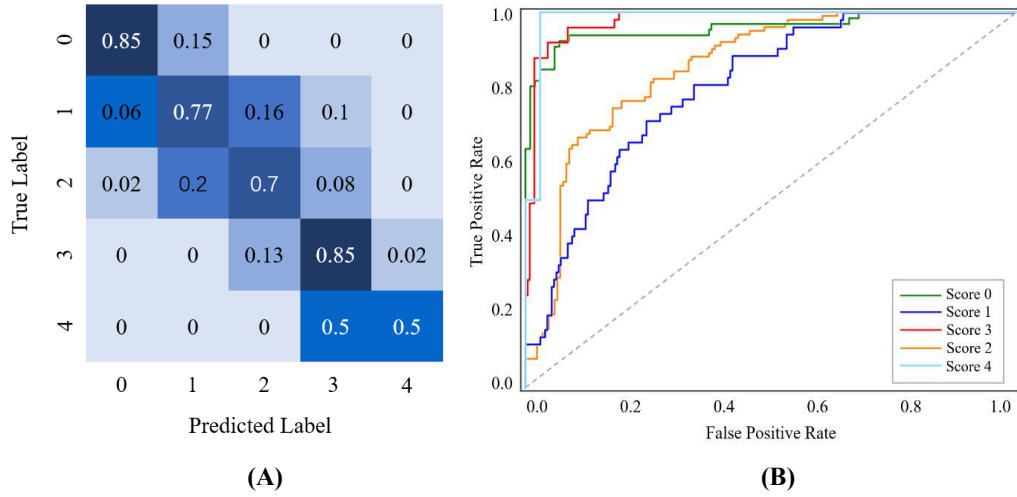 True Label
0 0.85 0.15 0 0 0
1 0.06 0.77 0.16 0.1 0
2 0.02 0.2 0.7 0.08 0
3 0 0 0.13 0.85 0.02
4 0 0 0 0.5 0.5
0 1 2 3 4
Predicted Label
(A)
True Positive Rate
1.0
0.8
0.6
0.4
0.2
0.0
Score 0
Score 1
Score 3
Score 2
Score 4
0.0 0.2 0.4 0.6 0.8 1.0
False Positive Rate
(B)